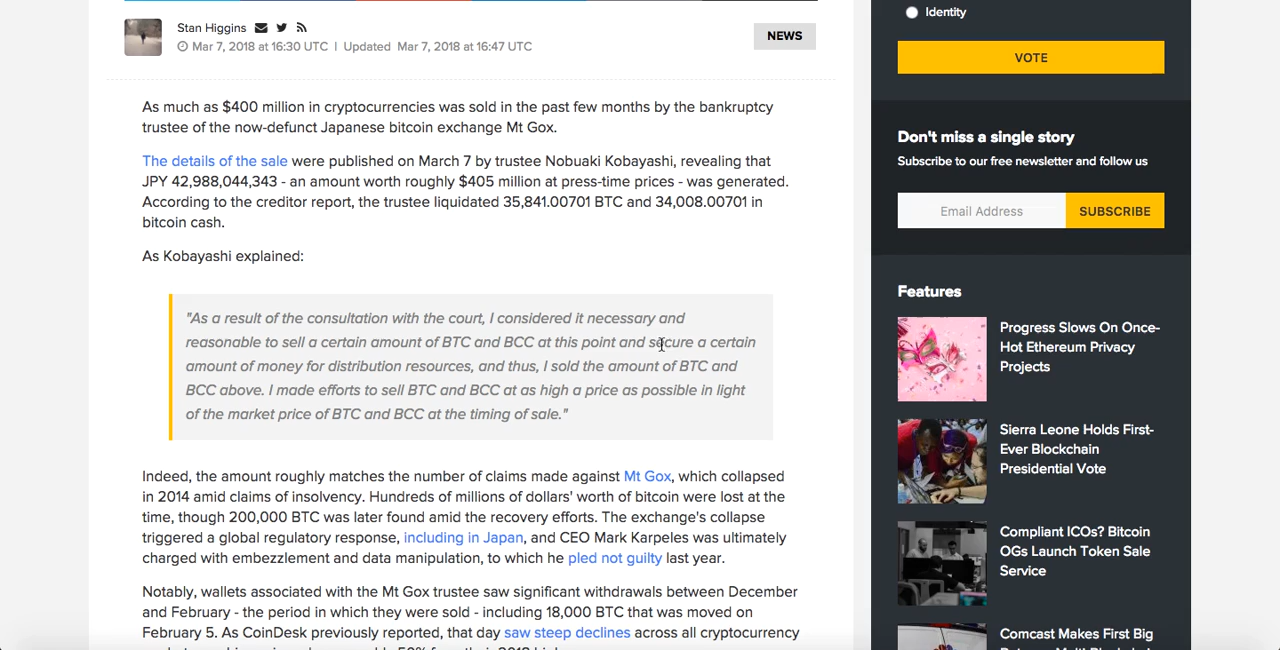 Stan Higgins
Mar 7, 2018 at 16:30 UTC | Updated Mar 7, 2018 at 16:47 UTC
NEWS
As much as $400 million in cryptocurrencies was sold in the past few months by the bankruptcy
trustee of the now-defunct Japanese bitcoin exchange Mt Gox.
The details of the sale were published on March 7 by trustee Nobuaki Kobayashi, revealing that
JPY 42,988,044,343 - an amount worth roughly $405 million at press-time prices - was generated.
According to the creditor report, the trustee liquidated 35,841.00701 BTC and 34,008.00701 in
bitcoin cash.
As Kobayashi explained:
"As a result of the consultation with the court, I considered it necessary and
reasonable to sell a certain amount of BTC and BCC at this point and secure a certain
amount of money for distribution resources, and thus, I sold the amount of BTC and
BCC above. I made efforts to sell BTC and BCC at as high a price as possible in light
of the market price of BTC and BCC at the timing of sale."
Indeed, the amount roughly matches the number of claims made against Mt Gox, which collapsed
in 2014 amid claims of insolvency. Hundreds of millions of dollars' worth of bitcoin were lost at the
time, though 200,000 BTC was later found amid the recovery efforts. The exchange's collapse
triggered a global regulatory response, including in Japan, and CEO Mark Karpeles was ultimately
charged with embezzlement and data manipulation, to which he pled not guilty last year.
Notably, wallets associated with the Mt Gox trustee saw significant withdrawals between December
and February - the period in which they were sold - including 18,000 BTC that was moved on
February 5. As CoinDesk previously reported, that day saw steep declines across all cryptocurrency
Identity
VOTE
Don't miss a single story
Subscribe to our free newsletter and follow us
Email Address
SUBSCRIBE
Features
Progress Slows On Once-
Hot Ethereum Privacy
Projects
Sierra Leone Holds First-
Ever Blockchain
Presidential Vote
Compliant ICOs? Bitcoin
OGs Launch Token Sale
Service
Comcast Makes First Big